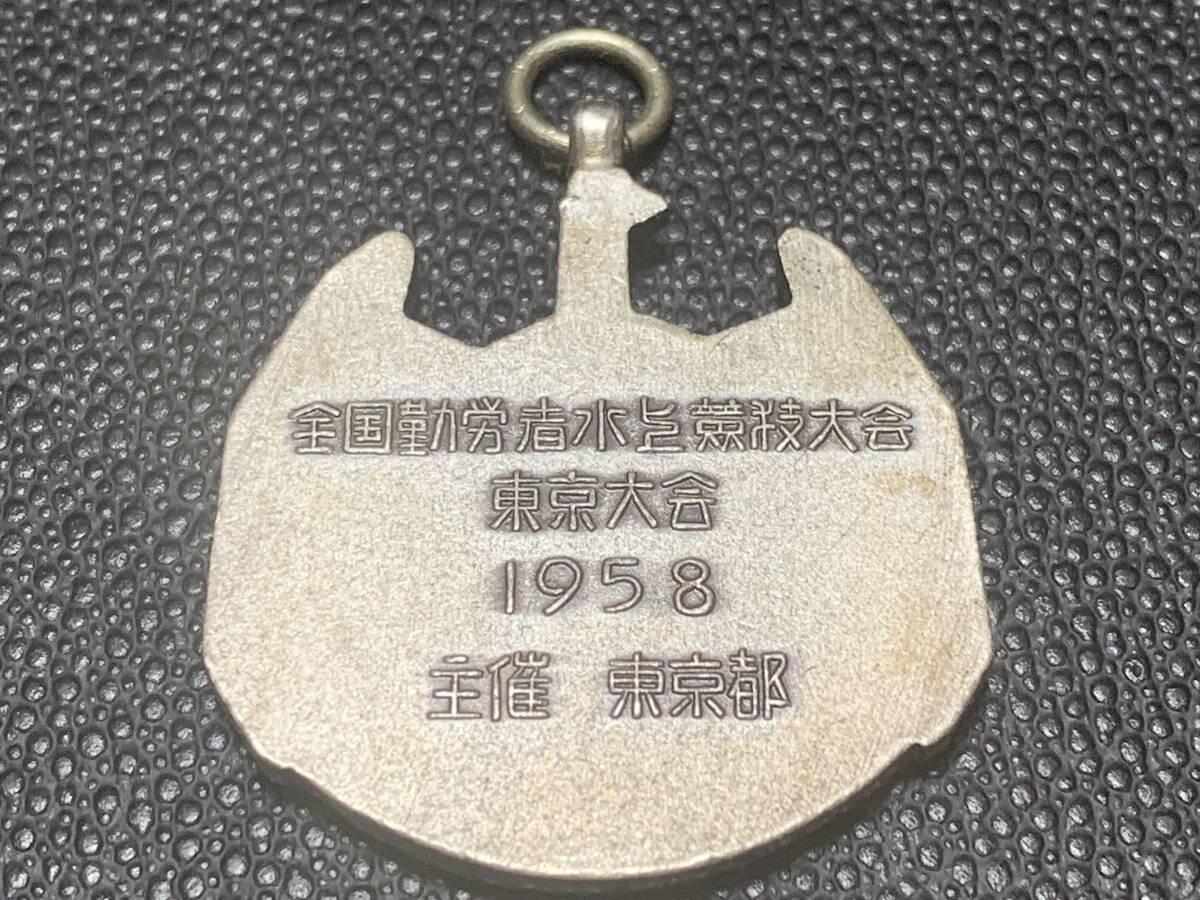 全国勤労者水上競技大会
東京大会
1958
主催 東京都